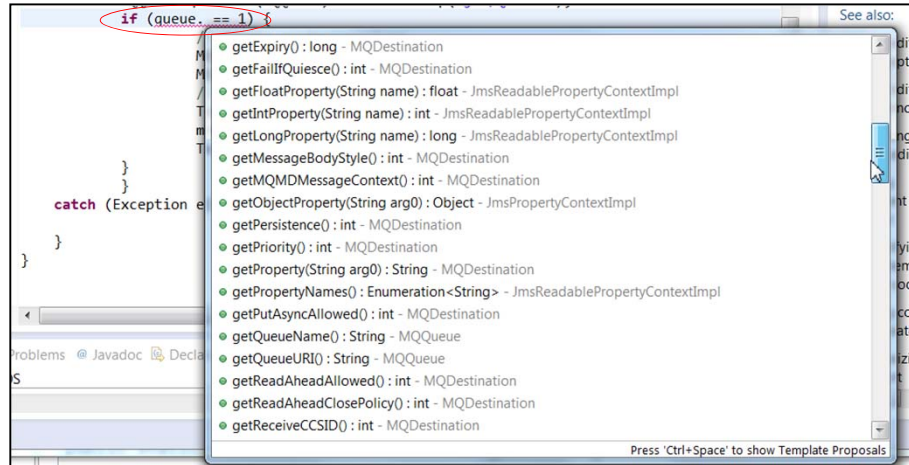 See also:
if (queue. == 1) {
/
M
M
/
T
m
T
}
}
catch (Exception e
}
}
getExpiry() : long - MQDestination
getFailIfQuiesce() : int - MQDestination
getFloatProperty(String name) : float - JmsReadablePropertyContextImpl
getIntProperty(String name) : int - JmsReadablePropertyContextImpl
getLongProperty(String name) : long - JmsReadablePropertyContextImpl
getMessageBodyStyle() : int - MQDestination
getMQMDMessageContext() : int - MQDestination
getObjectProperty(String arg0) : Object - JmsPropertyContextImpl
getPersistence() : int - MQDestination
getPriority() : int - MQDestination
getProperty(String arg0) : String - MQDestination
getPropertyNames() : Enumeration<String> - JmsReadablePropertyContextImpl
getPutAsyncAllowed() : int - MQDestination
getQueueName() : String - MQQueue
getQueueURI() : String - MQQueue
getReadAheadAllowed() : int - MQDestination
getReadAheadClosePolicy() : int - MQDestination
getReceiveCCSID() : int - MQDestination
Press 'Ctrl+Space' to show Template Proposals
Problems @ Javadoc Decla
OS